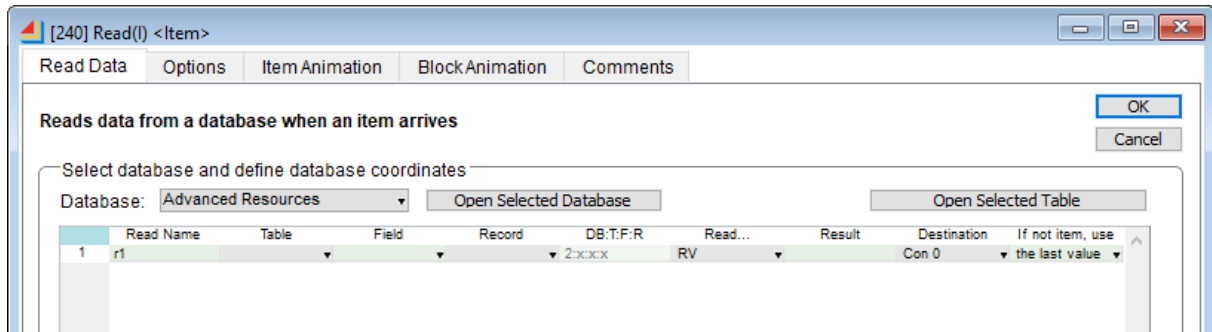 [240] Read(I) <Item>
Read Data Options Item Animation Block Animation Comments
OK
Reads data from a database when an item arrives
Cancel
Select database and define database coordinates
Database: Advanced Resources Open Selected Database Open Selected Table
Read Name Table Field Record DB:T:F:R Read... Result Destination If not item, use
1 r1 2:x:x:x RV Con 0 the last value